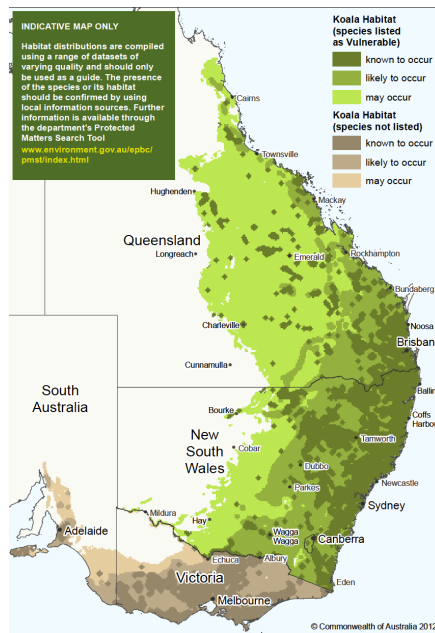 INDICATIVE MAP ONLY
Habitat distributions are compiled
using a range of datasets of
varying quality and should only
be used as a guide. The presence
of the species or its habitat
should be confirmed by using
local information sources. Further
information is available through
the department's Protected
Matters Search Tool
www.environment.gov.au/epbc/
pmst/index.html
Koala Habitat
(species listed
as Vulnerable)
known to occur
likely to occur
may occur
Koala Habitat
(species not listed)
known to occur
likely to occur
may occur
Cairns
Townsville
Hughenden
Mackay
Queensland
Longreach
Emerald
Rockhampton
Bundaberg
Charleville
Noosa
Brisban
Cunnamulla
South
Australia
Ballin
Bourke
Coffs
Harbou
New
South
Wales
Cobar
Tamworth
Dubbo
Parkes
Newcastle
Sydney
Mildura
Hay
Adelaide
Wagga
Wagga
Canberra
Echuca
Albury
Victoria
Eden
Melbourne
© Commonwealth of Australia 2012